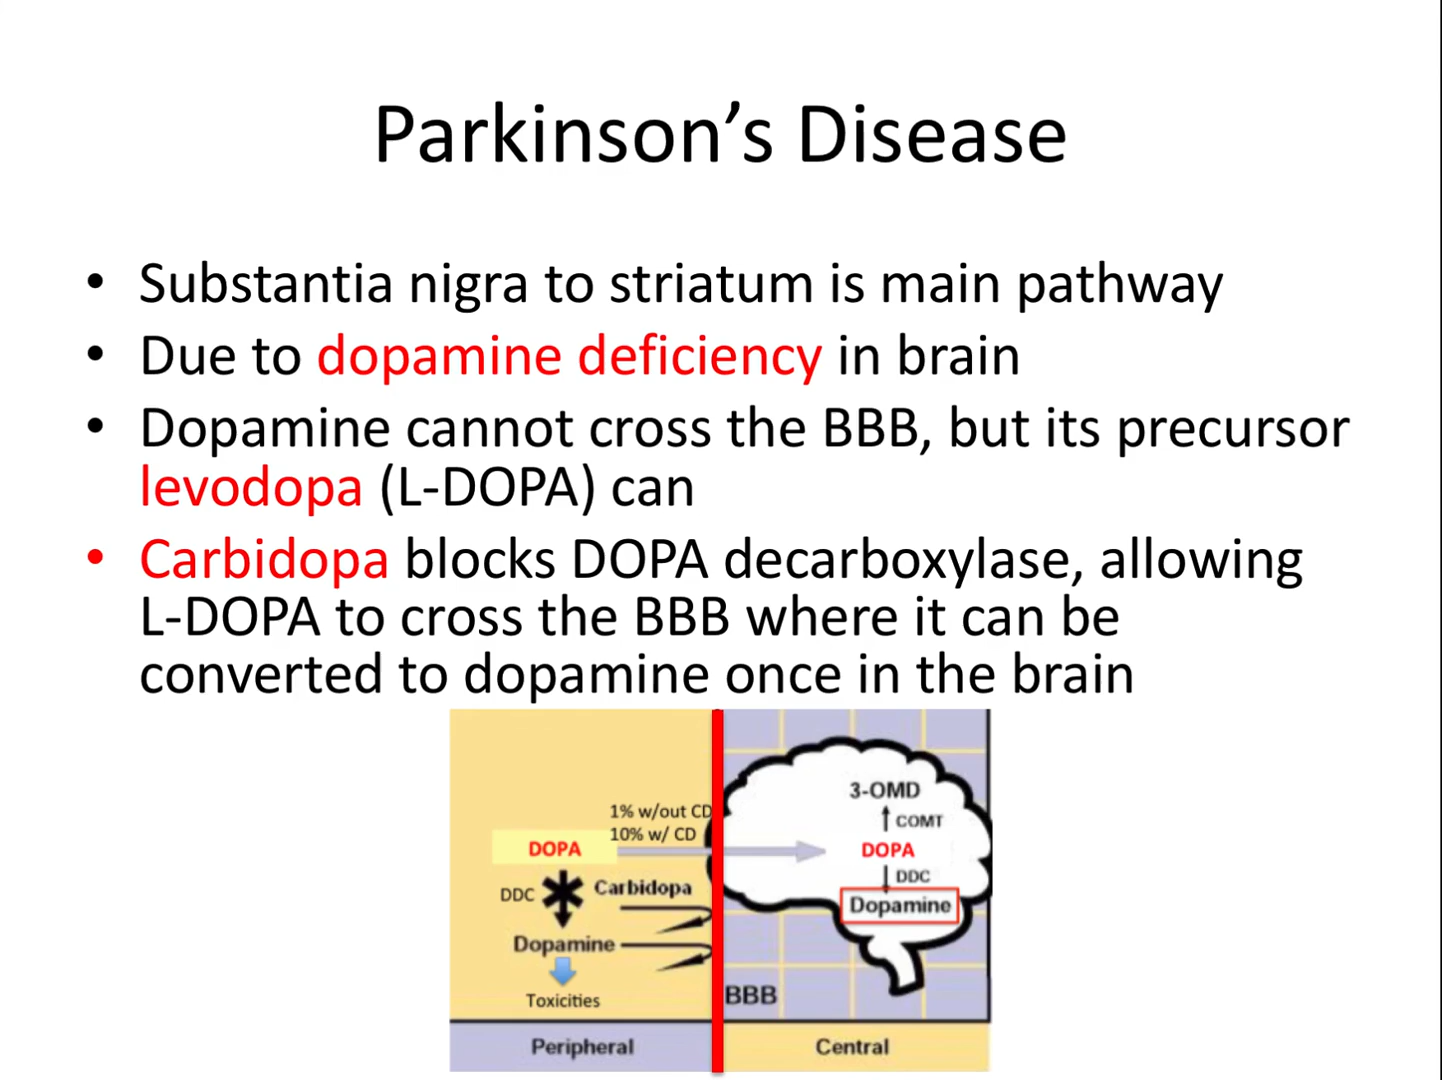 Parkinson’s Disease
• Substantia nigra to striatum is main pathway
• Due to dopamine deficiency in brain
• Dopamine cannot cross the BBB, but its precursor
levodopa (L-DOPA) can
• Carbidopa blocks DOPA decarboxylase, allowing
L-DOPA to cross the BBB where it can be
converted to dopamine once in the brain
1% w/out CD
10% w/ CD
DOPA
DDC
Carbidopa
Dopamine
Toxicities
Peripheral
3-OMD
COMT
DOPA
DDC
Dopamine
BBB
Central